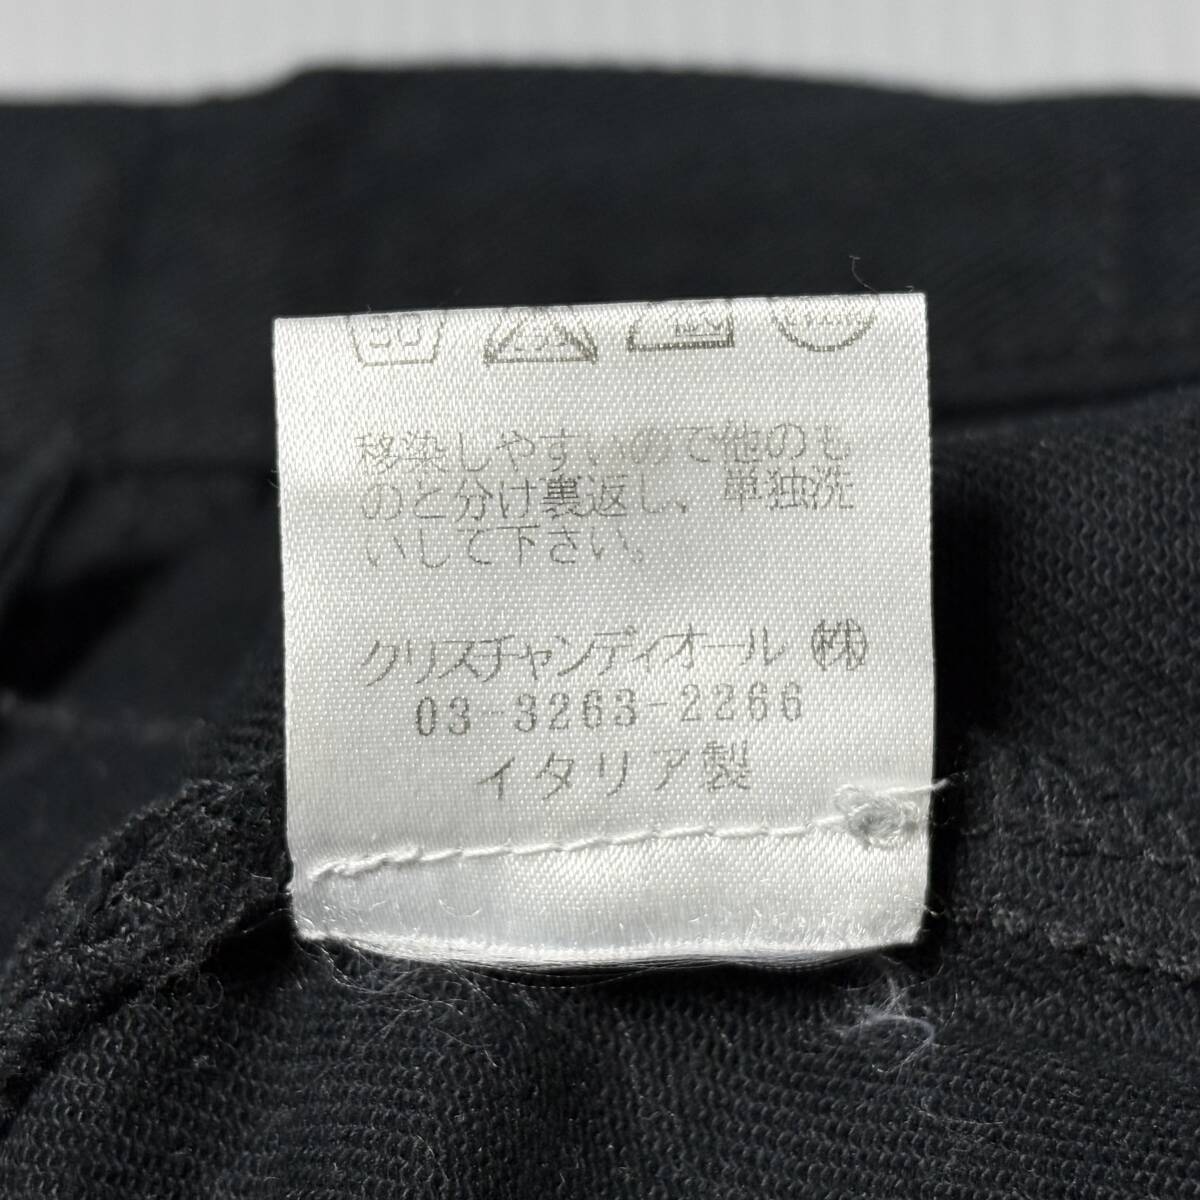 30
移染しやすいので他のも
のと分け裏返し、単独洗
いして下さい。
クリスチャンディオール ㈱
03-3263-2266
イタリア製